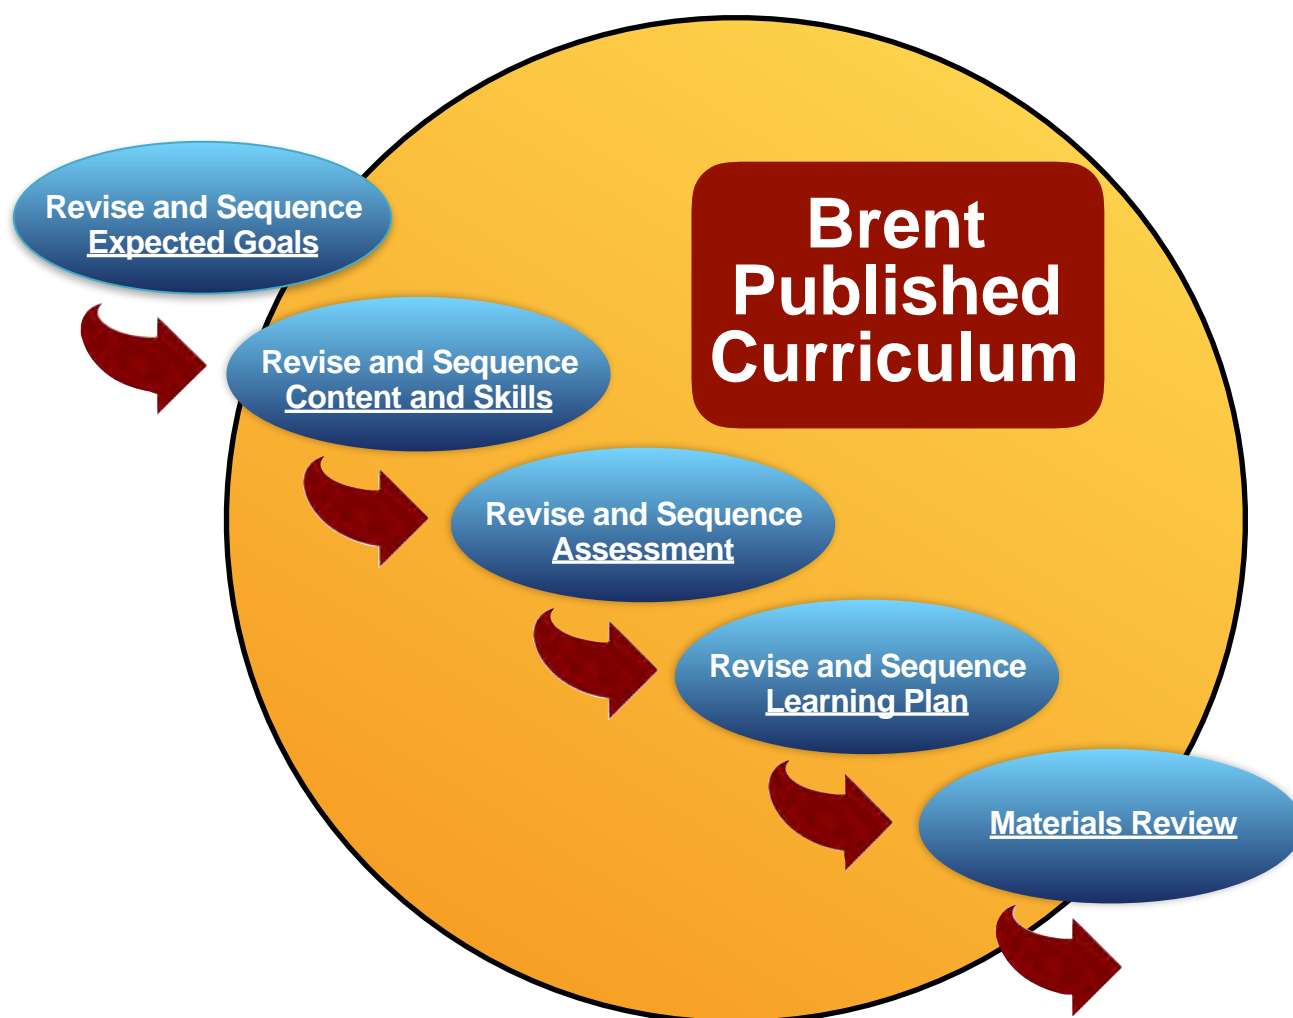 Revise and Sequence
Expected Goals
Brent
Published
Curriculum
Revise and Sequence
Content and Skills
Revise and Sequence
Assessment
Revise and Sequence
Learning Plan
Materials Review